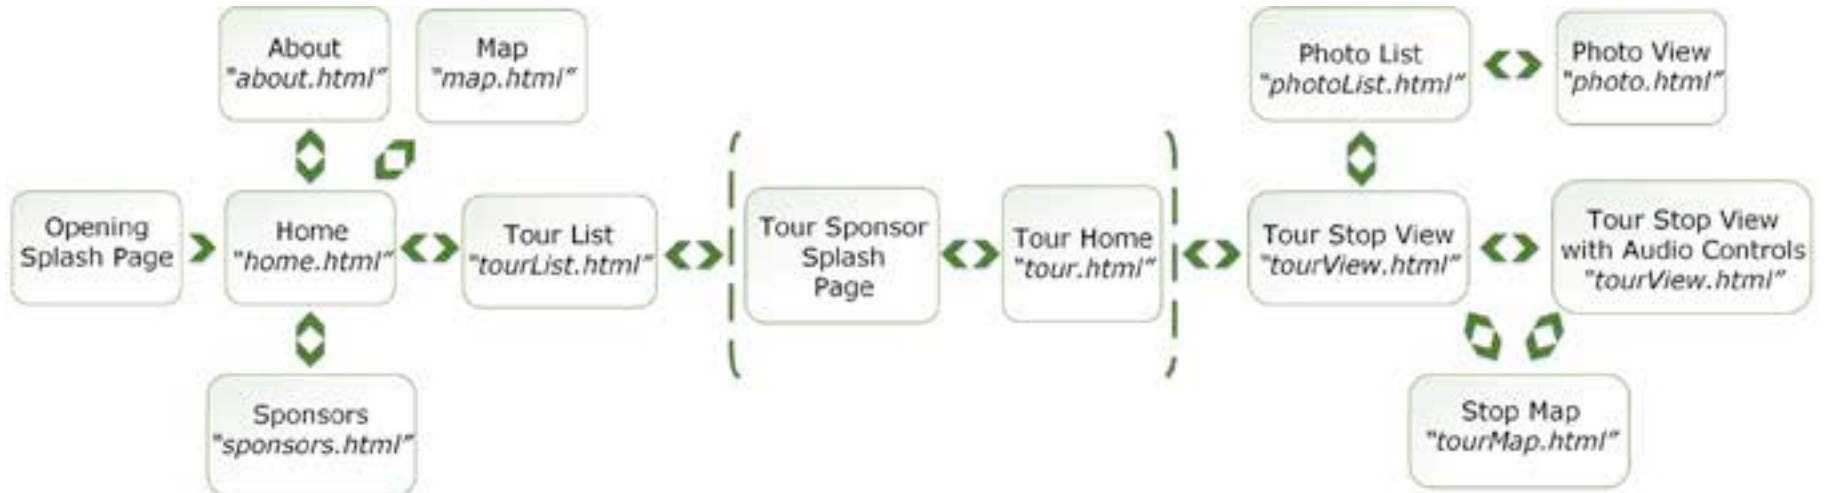 About
"about.html"
Map
"map.html"
Photo List
"photoList.html"
Photo View
"photo.html"
Opening
Splash Page
Home
"home.html"
Tour List
"tourList.html"
Tour Sponsor
Splash
Page
Tour Home
"tour.html"
Tour Stop View
"tourView.html"
Tour Stop View
with Audio Controls
"tourView.html"
Sponsors
"sponsors.html"
Stop Map
"tourMap.html"